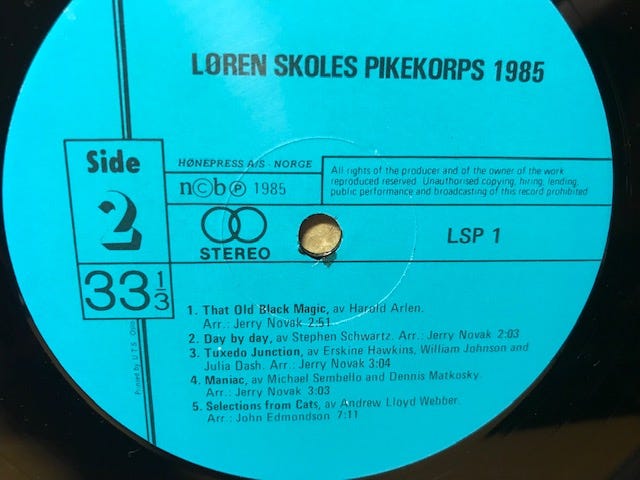 LØREN SKOLES PIKEKORPS 1985
Side
2
33 1/3
HØNEPRESS A/S - NORGE
n©b ℗ 1985
All rights of the producer and of the owner of the work
reproduced reserved. Unauthorised copying, hiring, lending,
public performance and broadcasting of this record prohibited
STEREO
LSP 1
1. That Old Black Magic, av Harold Arlen.
Arr.: Jerry Novak 2:51
2. Day by day, av Stephen Schwartz. Arr.: Jerry Novak 2:03
3. Tuxedo Junction, av Erskine Hawkins, William Johnson and
Julia Dash. Arr.: Jerry Novak 3:04
4. Maniac, av Michael Sembello and Dennis Matkosky.
Arr.: Jerry Novak 3:03
5. Selections from Cats, av Andrew Lloyd Webber.
Arr.: John Edmondson 7:11
Printed by U.T.S. Oslo